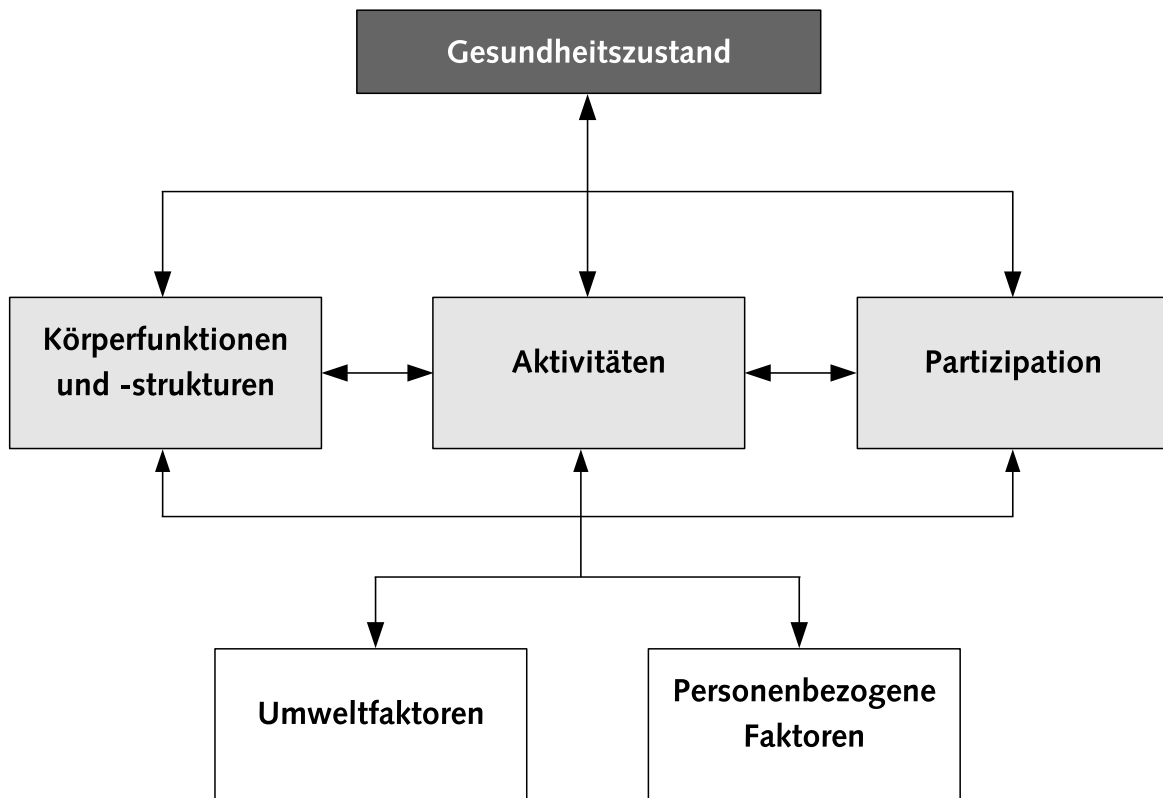 Gesundheitszustand
Körperfunktionen
und -strukturen
Aktivitäten
Partizipation
Umweltfaktoren
Personenbezogene
Faktoren